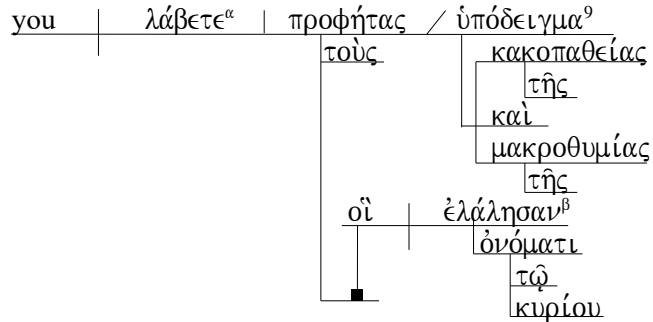 you λάβετεᵅ προφήτας ὑπόδειγμα⁹
τοὺς κακοπαθείας
τῆς
καὶ
μακροθυμίας
τῆς
οἳ ἐλάλησανᵝ
ὀνόματι
τῷ
κυρίου